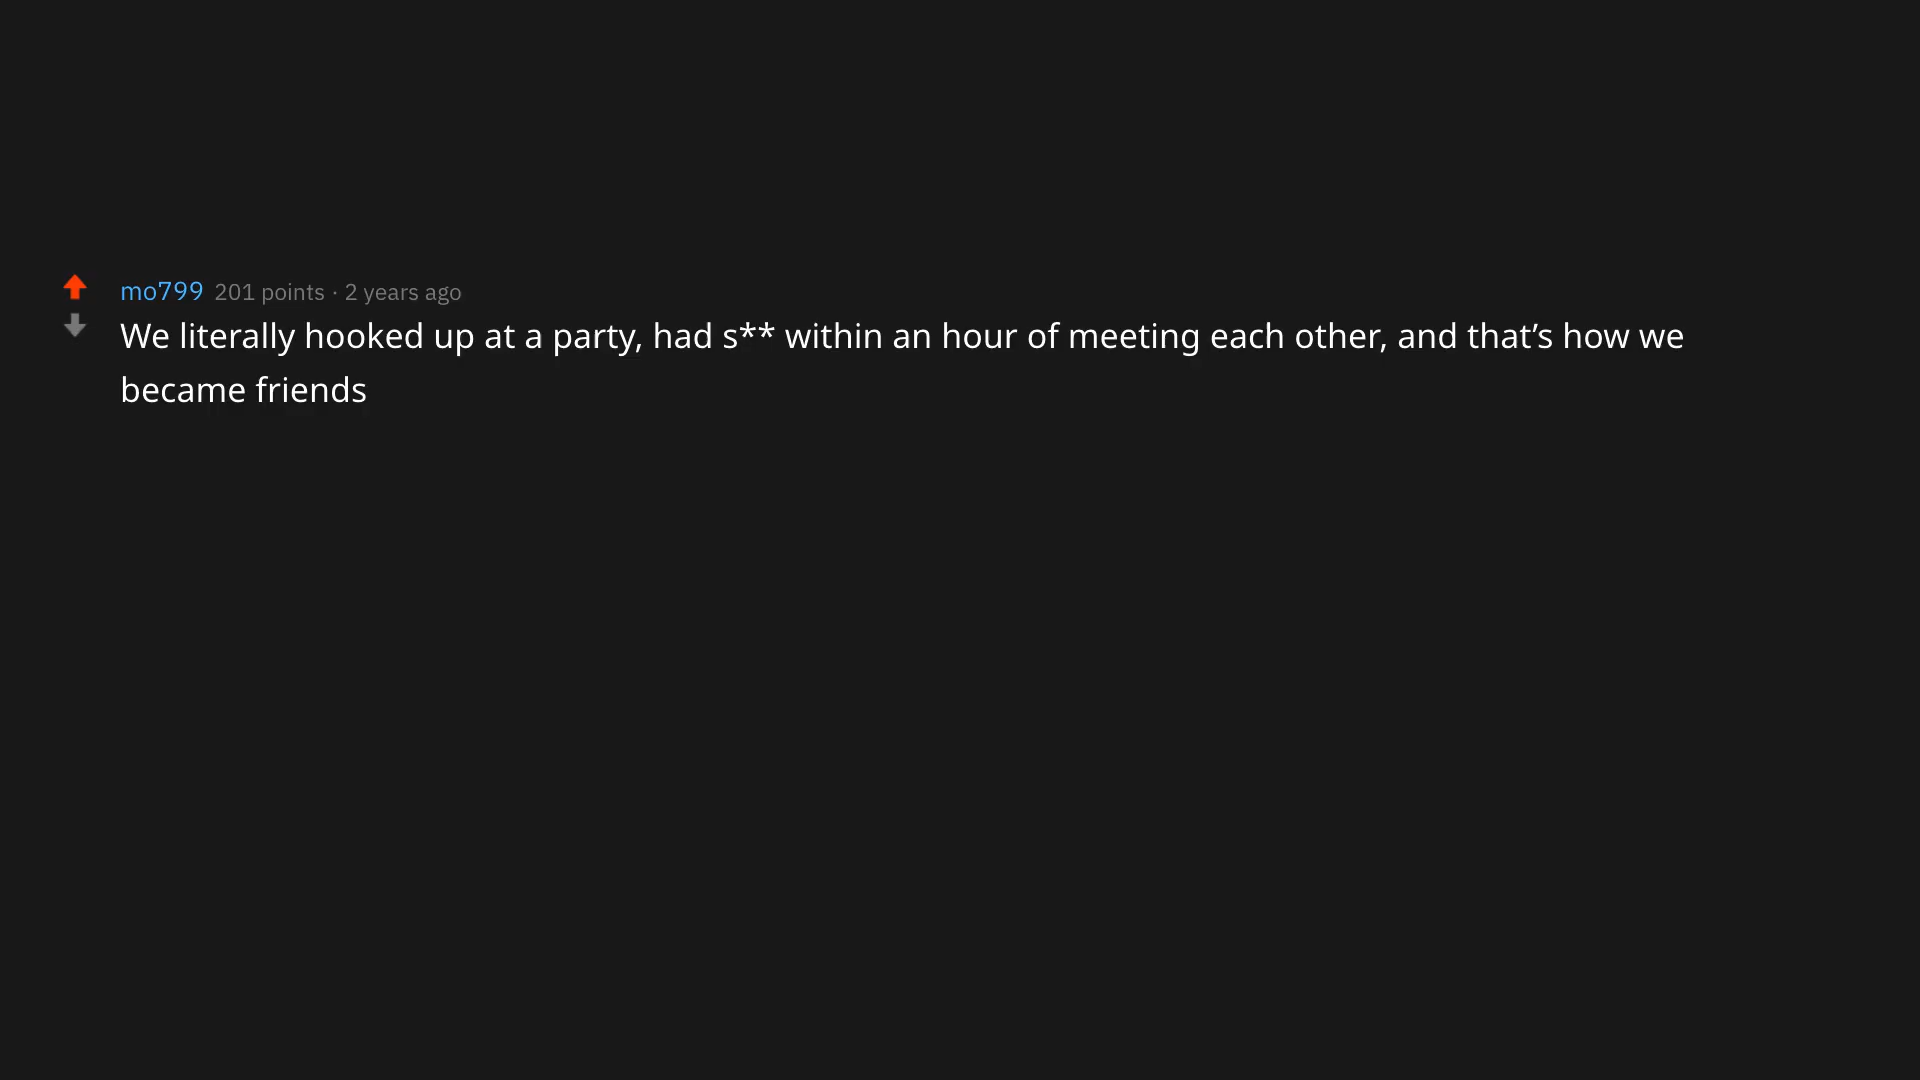 mo799 201 points · 2 years ago
We literally hooked up at a party, had s** within an hour of meeting each other, and that’s how we
became friends